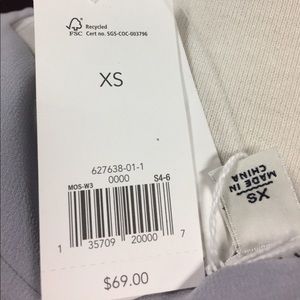 FSC
Recycled
Cert no. SGS-COC-003796
XS
627638-01-1
0000
MOS-W3 S4-6
1 35709 20000 7
$69.00
XS
MADE IN
CHINA